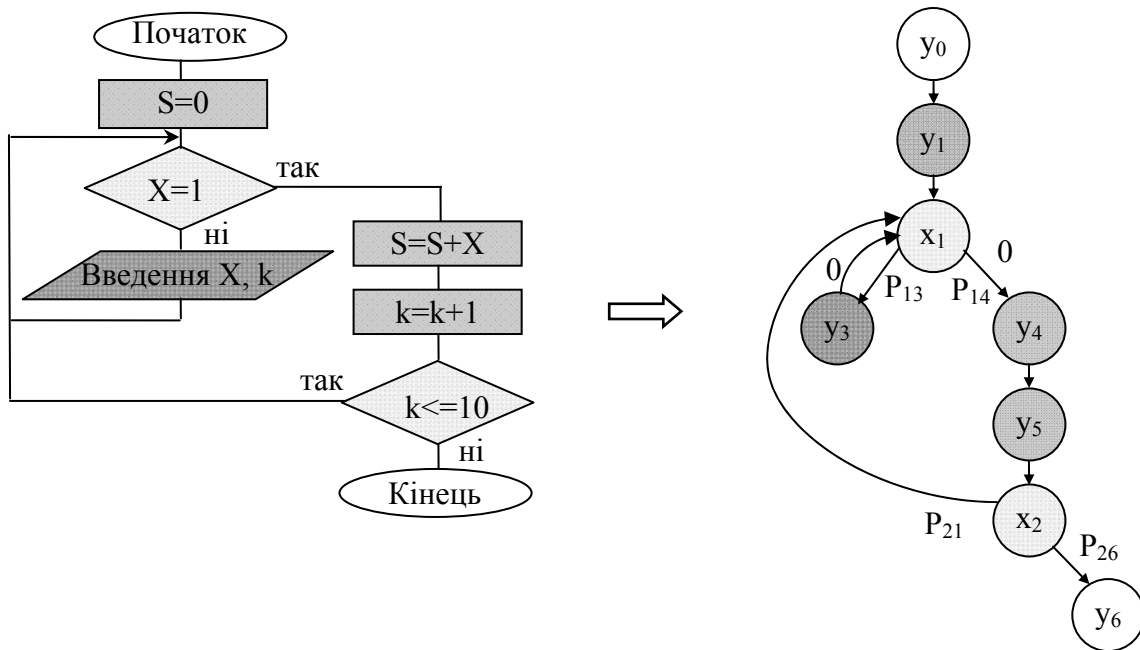 Початок
S=0
X=1
так
ні
Введення X, k
S=S+X
k=k+1
так
k<=10
ні
Кінець
y0
y1
x1
0
0
P13
P14
y3
y4
y5
x2
P21
P26
y6